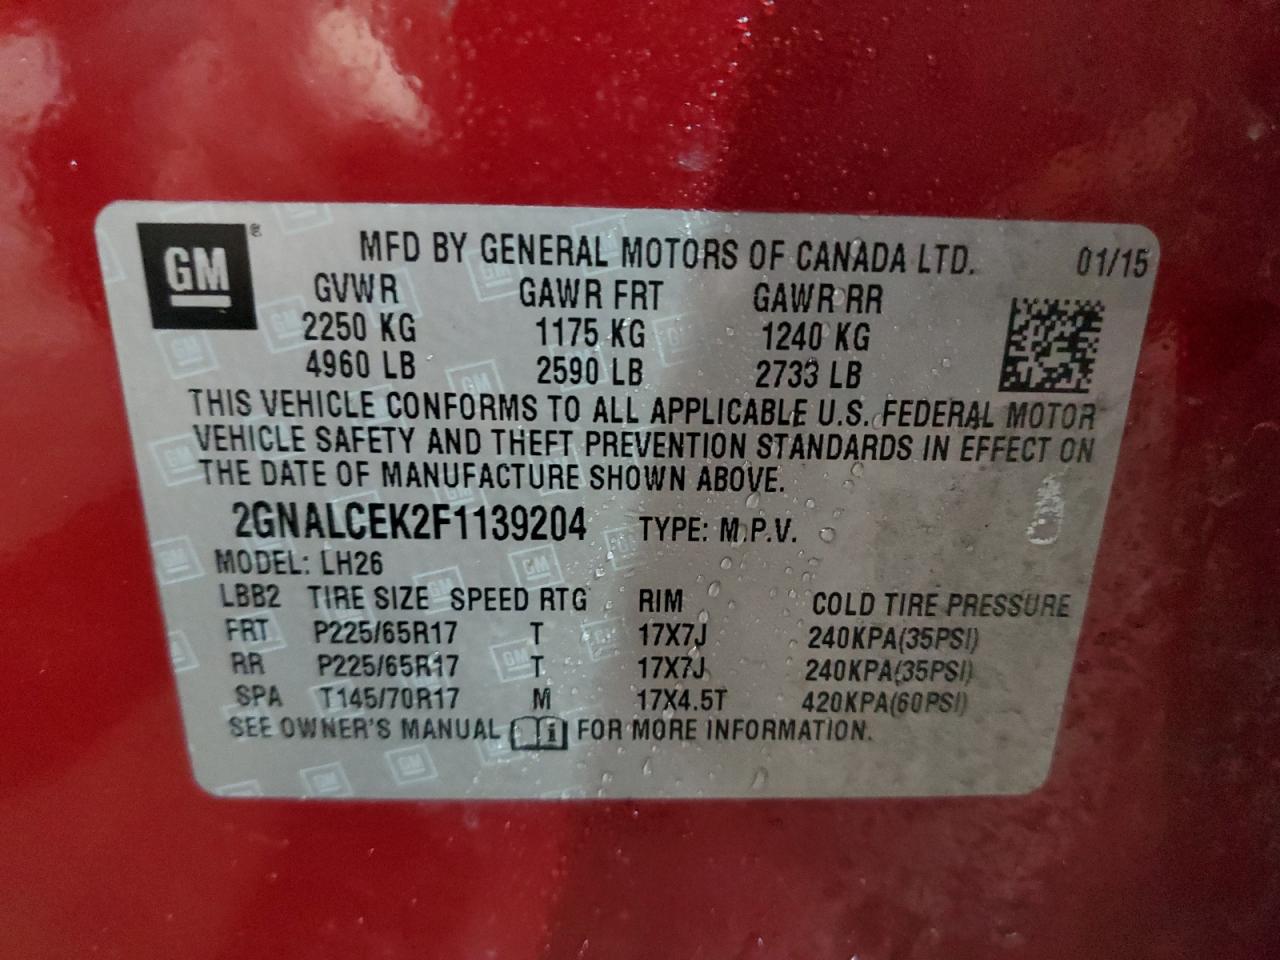 GM® MFD BY GENERAL MOTORS OF CANADA LTD. 01/15
GVWR GAWR FRT GAWR RR
2250 KG 1175 KG 1240 KG
4960 LB 2590 LB 2733 LB
THIS VEHICLE CONFORMS TO ALL APPLICABLE U.S. FEDERAL MOTOR
VEHICLE SAFETY AND THEFT PREVENTION STANDARDS IN EFFECT ON
THE DATE OF MANUFACTURE SHOWN ABOVE.
2GNALCEK2F1139204 TYPE: M.P.V.
MODEL: LH26
LBB2 TIRE SIZE SPEED RTG RIM COLD TIRE PRESSURE
FRT P225/65R17 T 17X7J 240KPA(35PSI)
RR P225/65R17 T 17X7J 240KPA(35PSI)
SPA T145/70R17 M 17X4.5T 420KPA(60PSI)
SEE OWNER'S MANUAL i FOR MORE INFORMATION.